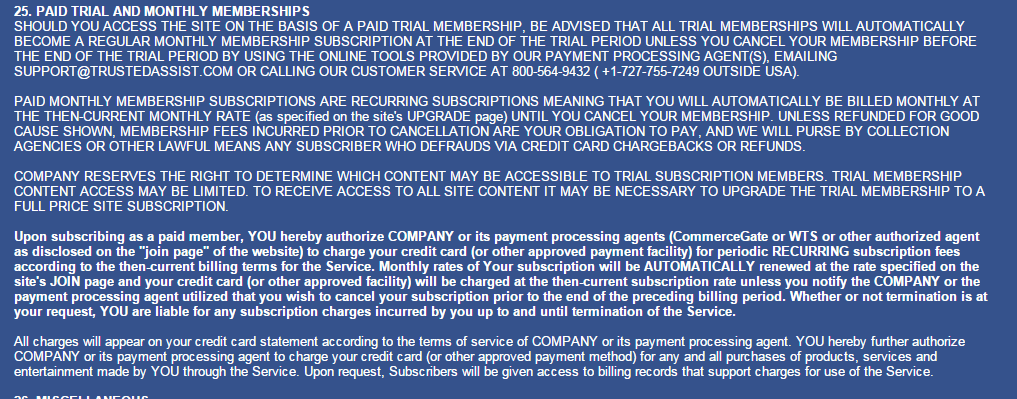 25. PAID TRIAL AND MONTHLY MEMBERSHIPS
SHOULD YOU ACCESS THE SITE ON THE BASIS OF A PAID TRIAL MEMBERSHIP, BE ADVISED THAT ALL TRIAL MEMBERSHIPS WILL AUTOMATICALLY
BECOME A REGULAR MONTHLY MEMBERSHIP SUBSCRIPTION AT THE END OF THE TRIAL PERIOD UNLESS YOU CANCEL YOUR MEMBERSHIP BEFORE
THE END OF THE TRIAL PERIOD BY USING THE ONLINE TOOLS PROVIDED BY OUR PAYMENT PROCESSING AGENT(S), EMAILING
SUPPORT@TRUSTEDASSIST.COM OR CALLING OUR CUSTOMER SERVICE AT 800-564-9432 ( +1-727-755-7249 OUTSIDE USA).
PAID MONTHLY MEMBERSHIP SUBSCRIPTIONS ARE RECURRING SUBSCRIPTIONS MEANING THAT YOU WILL AUTOMATICALLY BE BILLED MONTHLY AT
THE THEN-CURRENT MONTHLY RATE (as specified on the site's UPGRADE page) UNTIL YOU CANCEL YOUR MEMBERSHIP. UNLESS REFUNDED FOR GOOD
CAUSE SHOWN, MEMBERSHIP FEES INCURRED PRIOR TO CANCELLATION ARE YOUR OBLIGATION TO PAY, AND WE WILL PURSE BY COLLECTION
AGENCIES OR OTHER LAWFUL MEANS ANY SUBSCRIBER WHO DEFRAUDS VIA CREDIT CARD CHARGEBACKS OR REFUNDS.
COMPANY RESERVES THE RIGHT TO DETERMINE WHICH CONTENT MAY BE ACCESSIBLE TO TRIAL SUBSCRIPTION MEMBERS. TRIAL MEMBERSHIP
CONTENT ACCESS MAY BE LIMITED. TO RECEIVE ACCESS TO ALL SITE CONTENT IT MAY BE NECESSARY TO UPGRADE THE TRIAL MEMBERSHIP TO A
FULL PRICE SITE SUBSCRIPTION.
Upon subscribing as a paid member, YOU hereby authorize COMPANY or its payment processing agents (CommerceGate or WTS or other authorized agent
as disclosed on the "join page" of the website) to charge your credit card (or other approved payment facility) for periodic RECURRING subscription fees
according to the then-current billing terms for the Service. Monthly rates of Your subscription will be AUTOMATICALLY renewed at the rate specified on the
site's JOIN page and your credit card (or other approved facility) will be charged at the then-current subscription rate unless you notify the COMPANY or the
payment processing agent utilized that you wish to cancel your subscription prior to the end of the preceding billing period. Whether or not termination is at
your request, YOU are liable for any subscription charges incurred by you up to and until termination of the Service.
All charges will appear on your credit card statement according to the terms of service of COMPANY or its payment processing agent. YOU hereby further authorize
COMPANY or its payment processing agent to charge your credit card (or other approved payment method) for any and all purchases of products, services and
entertainment made by YOU through the Service. Upon request, Subscribers will be given access to billing records that support charges for use of the Service.
26. MISCELLANEOUS